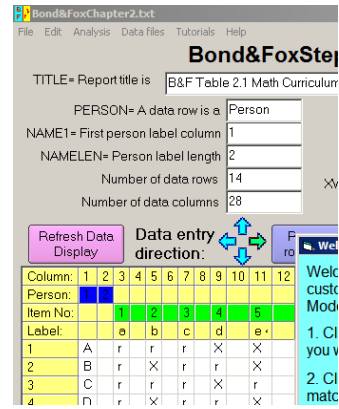 Bond&FoxChapter2.txt
File Edit Analysis Data files Tutorials Help
Bond&FoxStep
TITLE= Report title is B&F Table 2.1 Math Curriculum
PERSON= A data row is a Person
NAME1= First person label column 1
NAMELEN= Person label length 2
Number of data rows 14
Number of data columns 28
Refresh Data Display
Data entry direction:
Column: 1 2 3 4 5 6 7 8 9 10 11 12
Person: 1 2
Item No: 1 2 3 4 5
Label: a b c d e
1 A r r r X X
2 B r X r X X
3 C r r r X r
4 D r X r X X
Welcome
custo
Mode
1. Cl
you w
2. Cl
matc